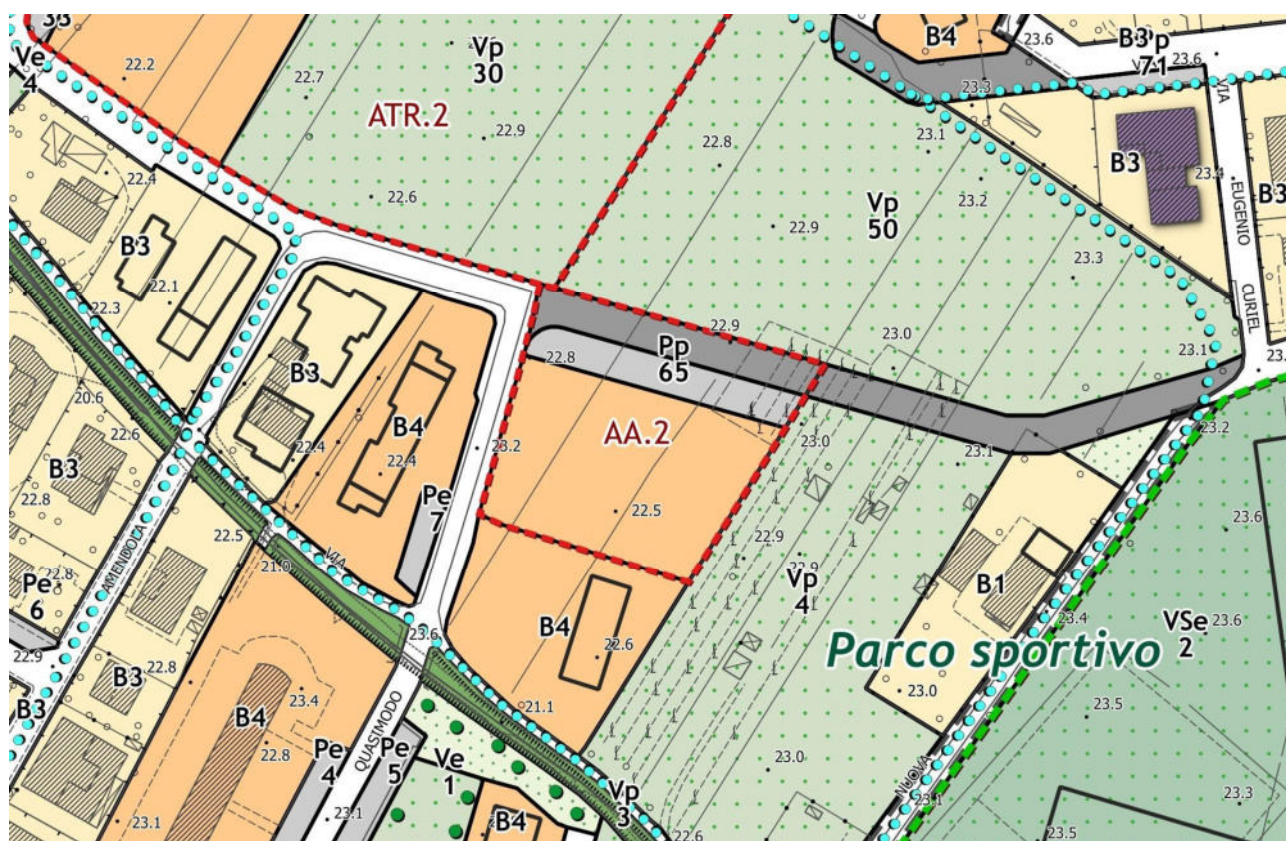 Ve
4
22.2
22.7
Vp
30
22.9
ATR.2
22.6
22.8
B4
23.6
B3
71
23.6
VIA
23.3
23.1
23.2
B3
23.4
EUGENIO
CURIEL
B3
Vp
50
22.9
23.3
22.4
B3
22.1
22.3
22.9
23.0
23.1
Pp
65
22.8
B3
20.6
22.6
22.4
B4
22.4
23.2
AA.2
23.0
23.1
23.2
B3
22.8
22.5
Pe
7
22.5
22.9
22.9
Vp
4
23.6
AMENDOLA
21.0
VIA
Pe
6
22.8
22.9
B1
23.4
VSe
2
23.6
Parco sportivo
B4
22.6
23.6
B3
22.8
23.4
B4
22.8
B3
23.0
21.1
23.5
QUASIMODO
Pe
4
Pe
5
Ve
1
Vp
3
23.0
NUOVA
23.1
23.3
23.5
23.1
23.1
B4
22.6